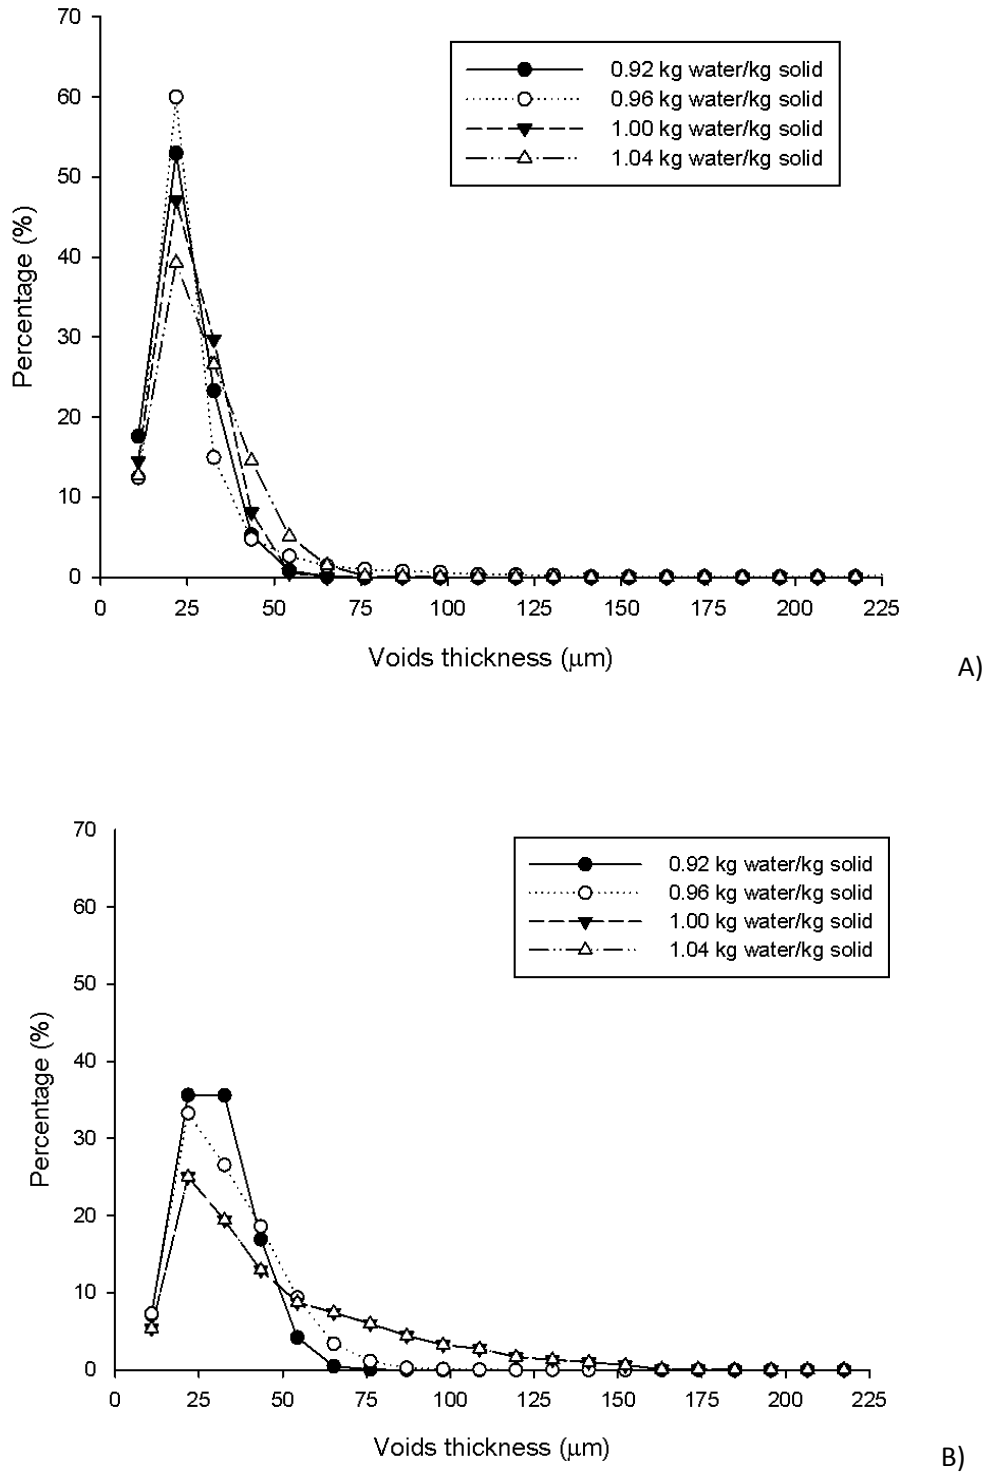 70
60
50
40
30
20
10
0
Percentage (%)
0.92 kg water/kg solid
0.96 kg water/kg solid
1.00 kg water/kg solid
1.04 kg water/kg solid
0 25 50 75 100 125 150 175 200 225
Voids thickness (μm)
A)
70
60
50
40
30
20
10
0
Percentage (%)
0.92 kg water/kg solid
0.96 kg water/kg solid
1.00 kg water/kg solid
1.04 kg water/kg solid
0 25 50 75 100 125 150 175 200 225
Voids thickness (μm)
B)